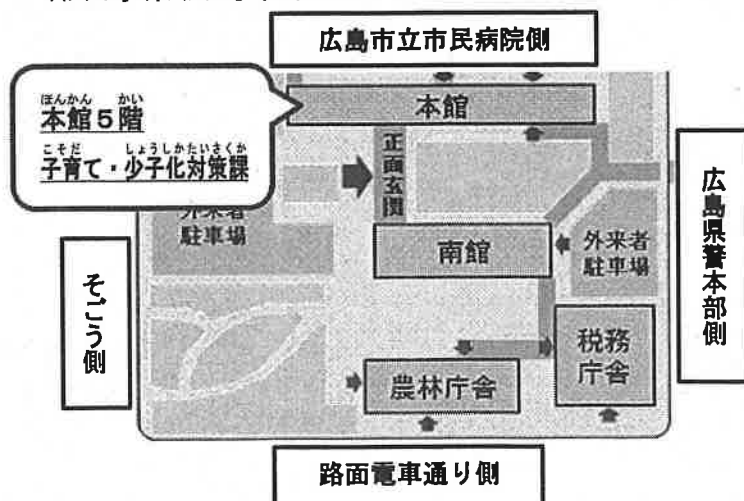 広島市立市民病院側
ほんかん かい
本館5階
こそだ しょうしかたいさくか
子育て・少子化対策課
本館
正面玄関
外来者
駐車場
南館
外来者
駐車場
そごう側
広島県警本部側
税務
庁舎
農林庁舎
路面電車通り側